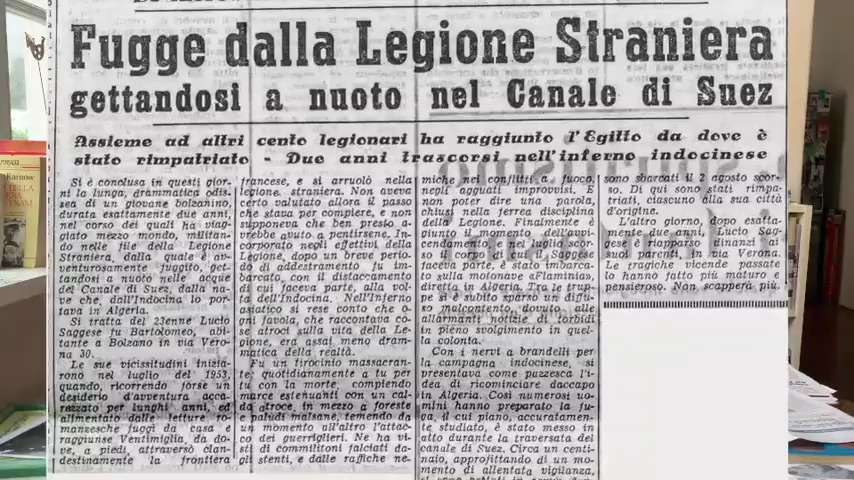 Fugge dalla Legione Straniera
gettandosi a nuoto nel Canale di Suez
Assieme ad altri cento legionari ha raggiunto l'Egitto da dove è
stato rimpatriato - Due anni trascorsi nell'inferno indocinese
Si è conclusa in questi gior-
ni la lunga, drammatica odis
sea di un giovane bolzanino,
durata esattamente due anni,
nel corso dei quali ha viag-
giato mezzo mondo, militan-
do nelle file della Legione
Straniera, dalla quale è av-
venturosamente fuggito, get-
tandosi a nuoto nelle acque
del Canale di Suez, dalla na-
ve che, dall'Indocina lo por-
tava in Algeria.
Si tratta del 23enne Lucio
Saggese fu Bartolomeo, abi-
tante a Bolzano in via Vero-
na 30.
Le sue vicissitudini inizia-
rono nel luglio del 1953,
quando, ricorrendo forse un
desiderio d'avventura acca-
rezzato per lunghi anni, ed
alimentato dalle letture ro-
manzesche fuggì da casa e
raggiunse Ventimiglia, da do-
ve, a piedi, attraversò clan-
destinamente la frontiera
francese, e si arruolò nella
legione straniera. Non aveva
certo valutato allora il passo
che stava per compiere, e non
supponeva che ben presto a-
vrebbe avuto a pentirsene. In-
corporato negli effettivi della
Legione, dopo un breve perio-
do di addestramento fu im-
barcato, con il distaccamento
di cui faceva parte, alla vol-
ta dell'Indocina. Nell'Inferno
asiatico si rese conto che o-
gni favola, che raccontava co-
se atroci sulla vita della Le-
gione, era assai meno dram-
matica della realtà.
Fu un tirocinio massacran-
te; quotidianamente a tu per
tu con la morte, compiendo
marce estenuanti con un cal-
do atroce, in mezzo a foreste
e paludi malsane, temendo da
un momento all'altro l'attac-
co dei guerriglieri. Ne ha vi-
sti di commilitoni falciati da-
gli stenti, e dalle raffiche ne-
miche nel conflitti a fuoco,
negli agguati improvvisi. E
non poter dire una parola,
chiusi nella ferrea disciplina
della Legione. Finalmente è
giunto il momento dell'avvi-
cendamento, in luglio scor-
so il corpo di cui il Saggese
faceva parte, è stato imbarca-
to sulla motonave «Flaminia»,
diretta in Algeria. Tra le trup-
pe si è subito sparso un diffu-
so malcontento, dovuto alle
allarmanti notizie di torbidi
in pieno svolgimento in quel-
la colonia.
Con i nervi a brandelli per
la campagna indocinese, si
presentava come pazzesca l'i-
dea di ricominciare daccapo
in Algeria. Così numerosi uo-
mini hanno preparato la fu-
ga, il cui piano, accuratamen-
te studiato, è stato messo in
atto durante la traversata del
canale di Suez. Circa un centi-
naio, approfittando di un mo-
mento di allentata vigilanza,
sono sbarcati il 2 agosto scor-
so. Di qui sono stati rimpa-
triati, ciascuno alla sua città
d'origine.
L'altro giorno, dopo esatta-
mente due anni, Lucio Sag-
gese è riapparso dinanzi ai
suoi parenti, in via Verona.
Le tragiche vicende passate
lo hanno fatto più maturo e
pensieroso. Non scapperà più.
Karnow